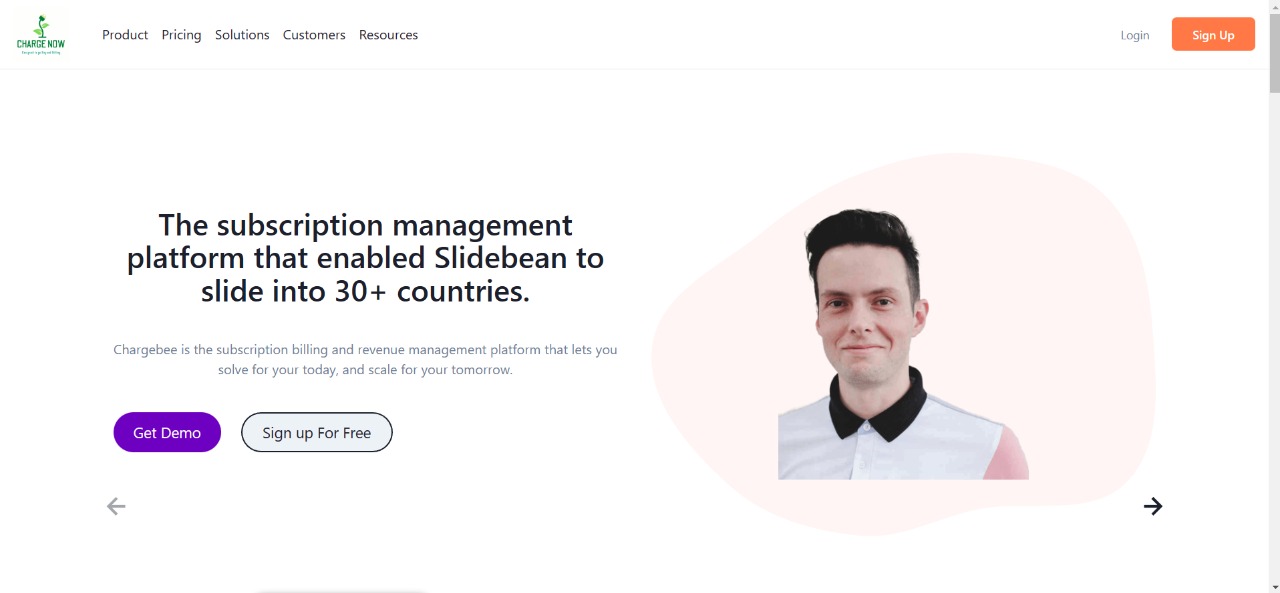 CHARGE NOW
Product
Pricing
Solutions
Customers
Resources
Login
Sign Up
The subscription management
platform that enabled Slidebean to
slide into 30+ countries.
Chargebee is the subscription billing and revenue management platform that lets you
solve for your today, and scale for your tomorrow.
Get Demo
Sign up For Free